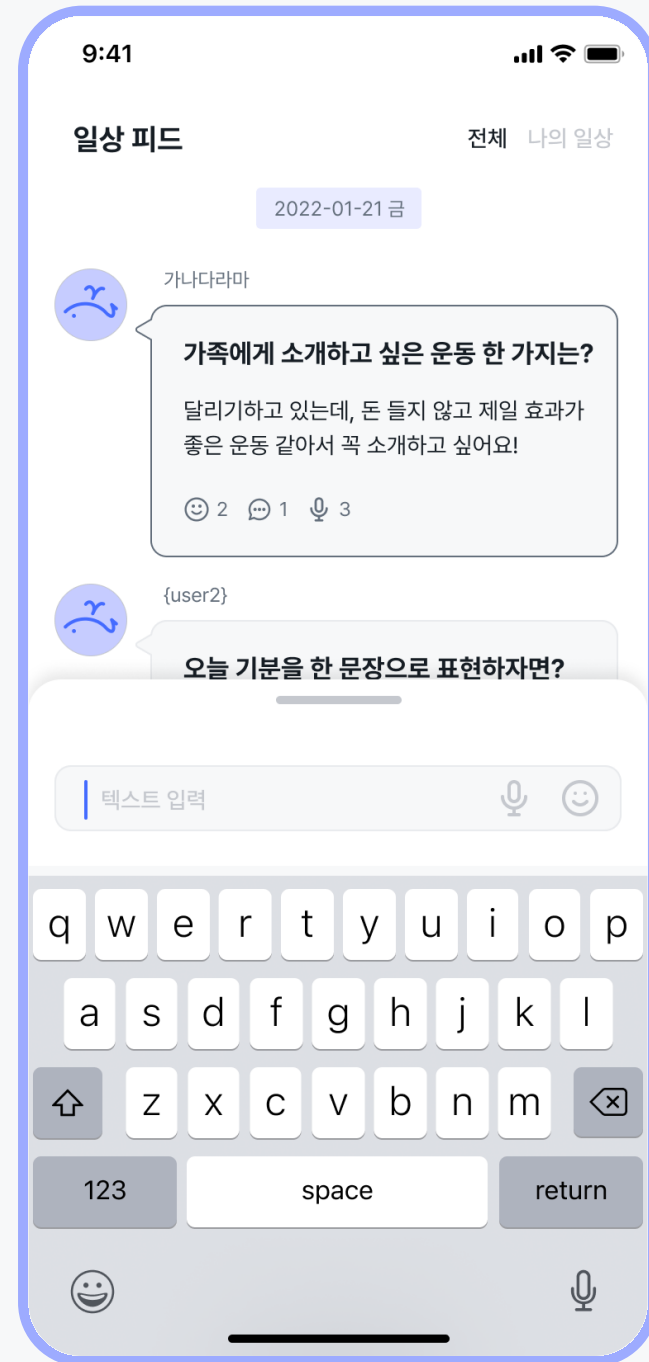 9:41
일상 피드
전체 나의 일상
2022-01-21 금
가나다라마
가족에게 소개하고 싶은 운동 한 가지는?
달리기하고 있는데, 돈 들지 않고 제일 효과가
좋은 운동 같아서 꼭 소개하고 싶어요!
2 1 3
{user2}
오늘 기분을 한 문장으로 표현하자면?
텍스트 입력
q w e r t y u i o p
a s d f g h j k l
z x c v b n m
123 space return